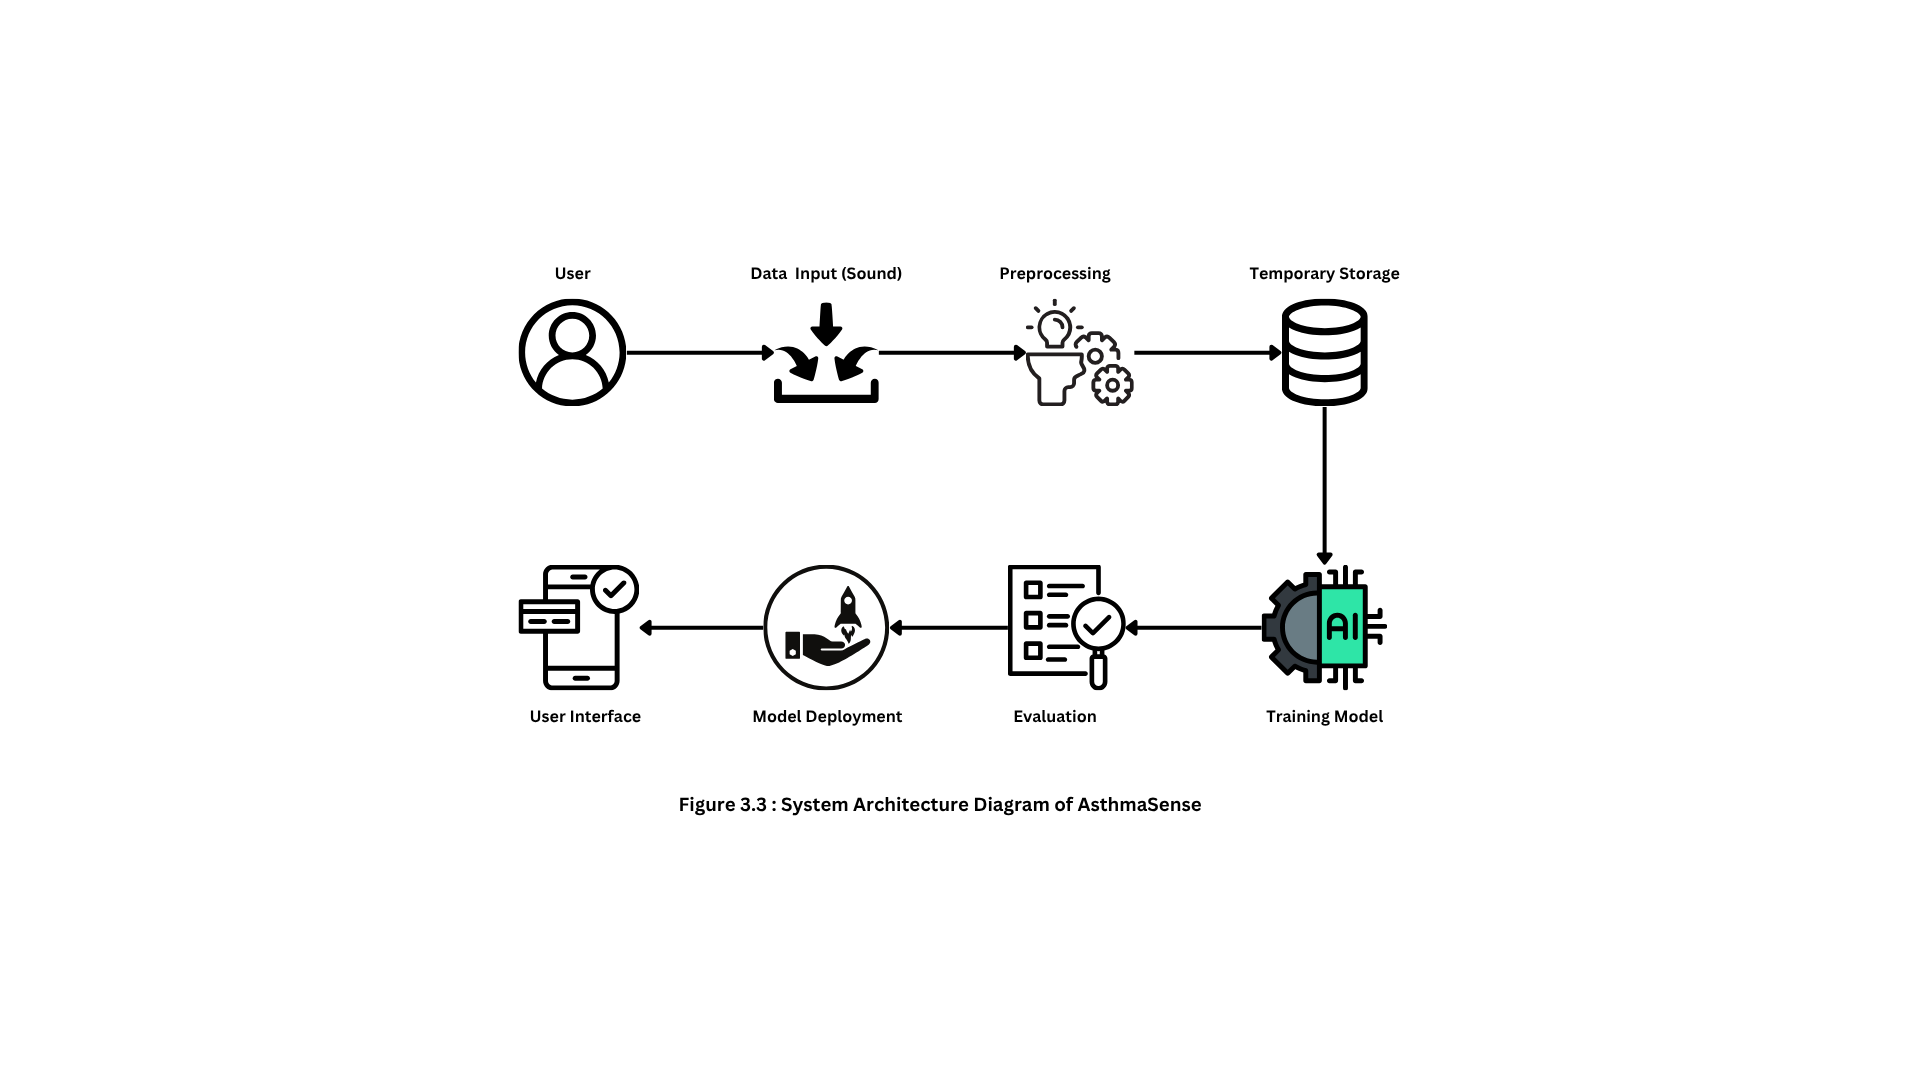 User
Data  Input (Sound)
Preprocessing
Temporary Storage
AI
User Interface
Model Deployment
Evaluation
Training Model
Figure 3.3 : System Architecture Diagram of AsthmaSense